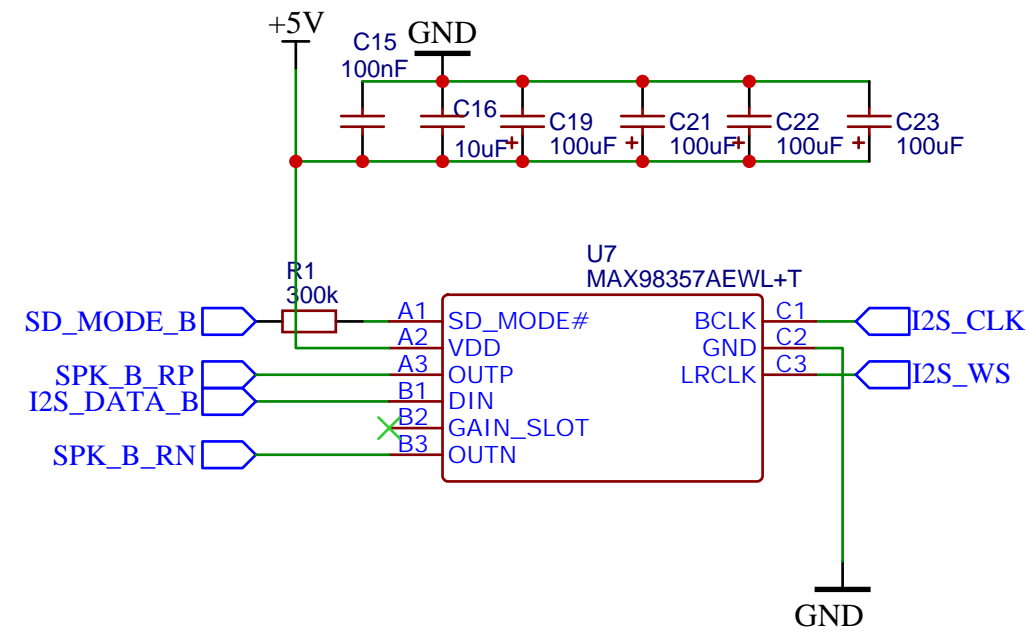 +5V
C15
100nF
GND
C16
10uF
+
C19
100uF
+
C21
100uF
+
C22
100uF
+
C23
100uF
U7
MAX98357AEWL+T
R1
300k
SD_MODE_B
A1
SD_MODE#
BCLK
C1
I2S_CLK
A2
VDD
GND
C2
SPK_B_RP
A3
OUTP
LRCLK
C3
I2S_WS
I2S_DATA_B
B1
DIN
B2
GAIN_SLOT
SPK_B_RN
B3
OUTN
GND